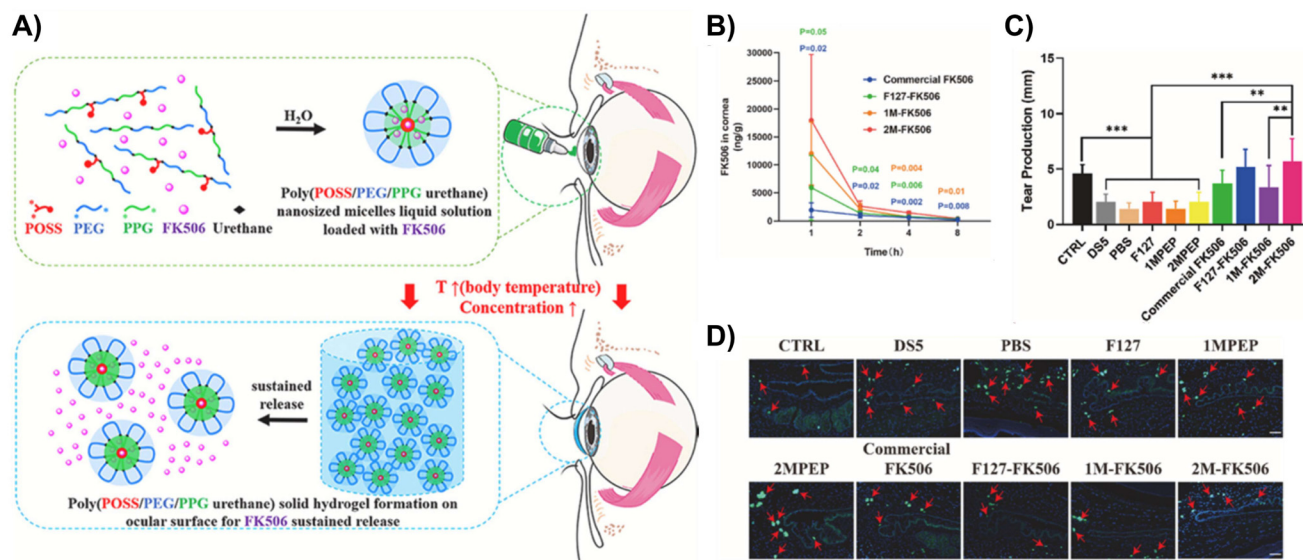 A)
H₂O
Poly(POSS/PEG/PPG urethane)
nanosized micelles liquid solution
loaded with FK506
POSS PEG PPG FK506 Urethane
T ↑(body temperature)
Concentration ↑
sustained
release
Poly(POSS/PEG/PPG urethane) solid hydrogel formation on
ocular surface for FK506 sustained release
B)
FK506 in cornea
(ng/g)
30000
25000
20000
15000
10000
5000
0
P=0.05
P=0.02
Commercial FK506
F127-FK506
1M-FK506
2M-FK506
P=0.04
P=0.02
P=0.004
P=0.006
P=0.002
P=0.01
P=0.008
1 2 4 8
Time(h)
C)
Tear Production (mm)
15
10
5
0
***
***
**
**
CTRL
DS5
PBS
F127
1MPEP
2MPEP
Commercial FK506
F127-FK506
1M-FK506
2M-FK506
D)
CTRL DS5 PBS F127 1MPEP
2MPEP Commercial FK506 F127-FK506 1M-FK506 2M-FK506